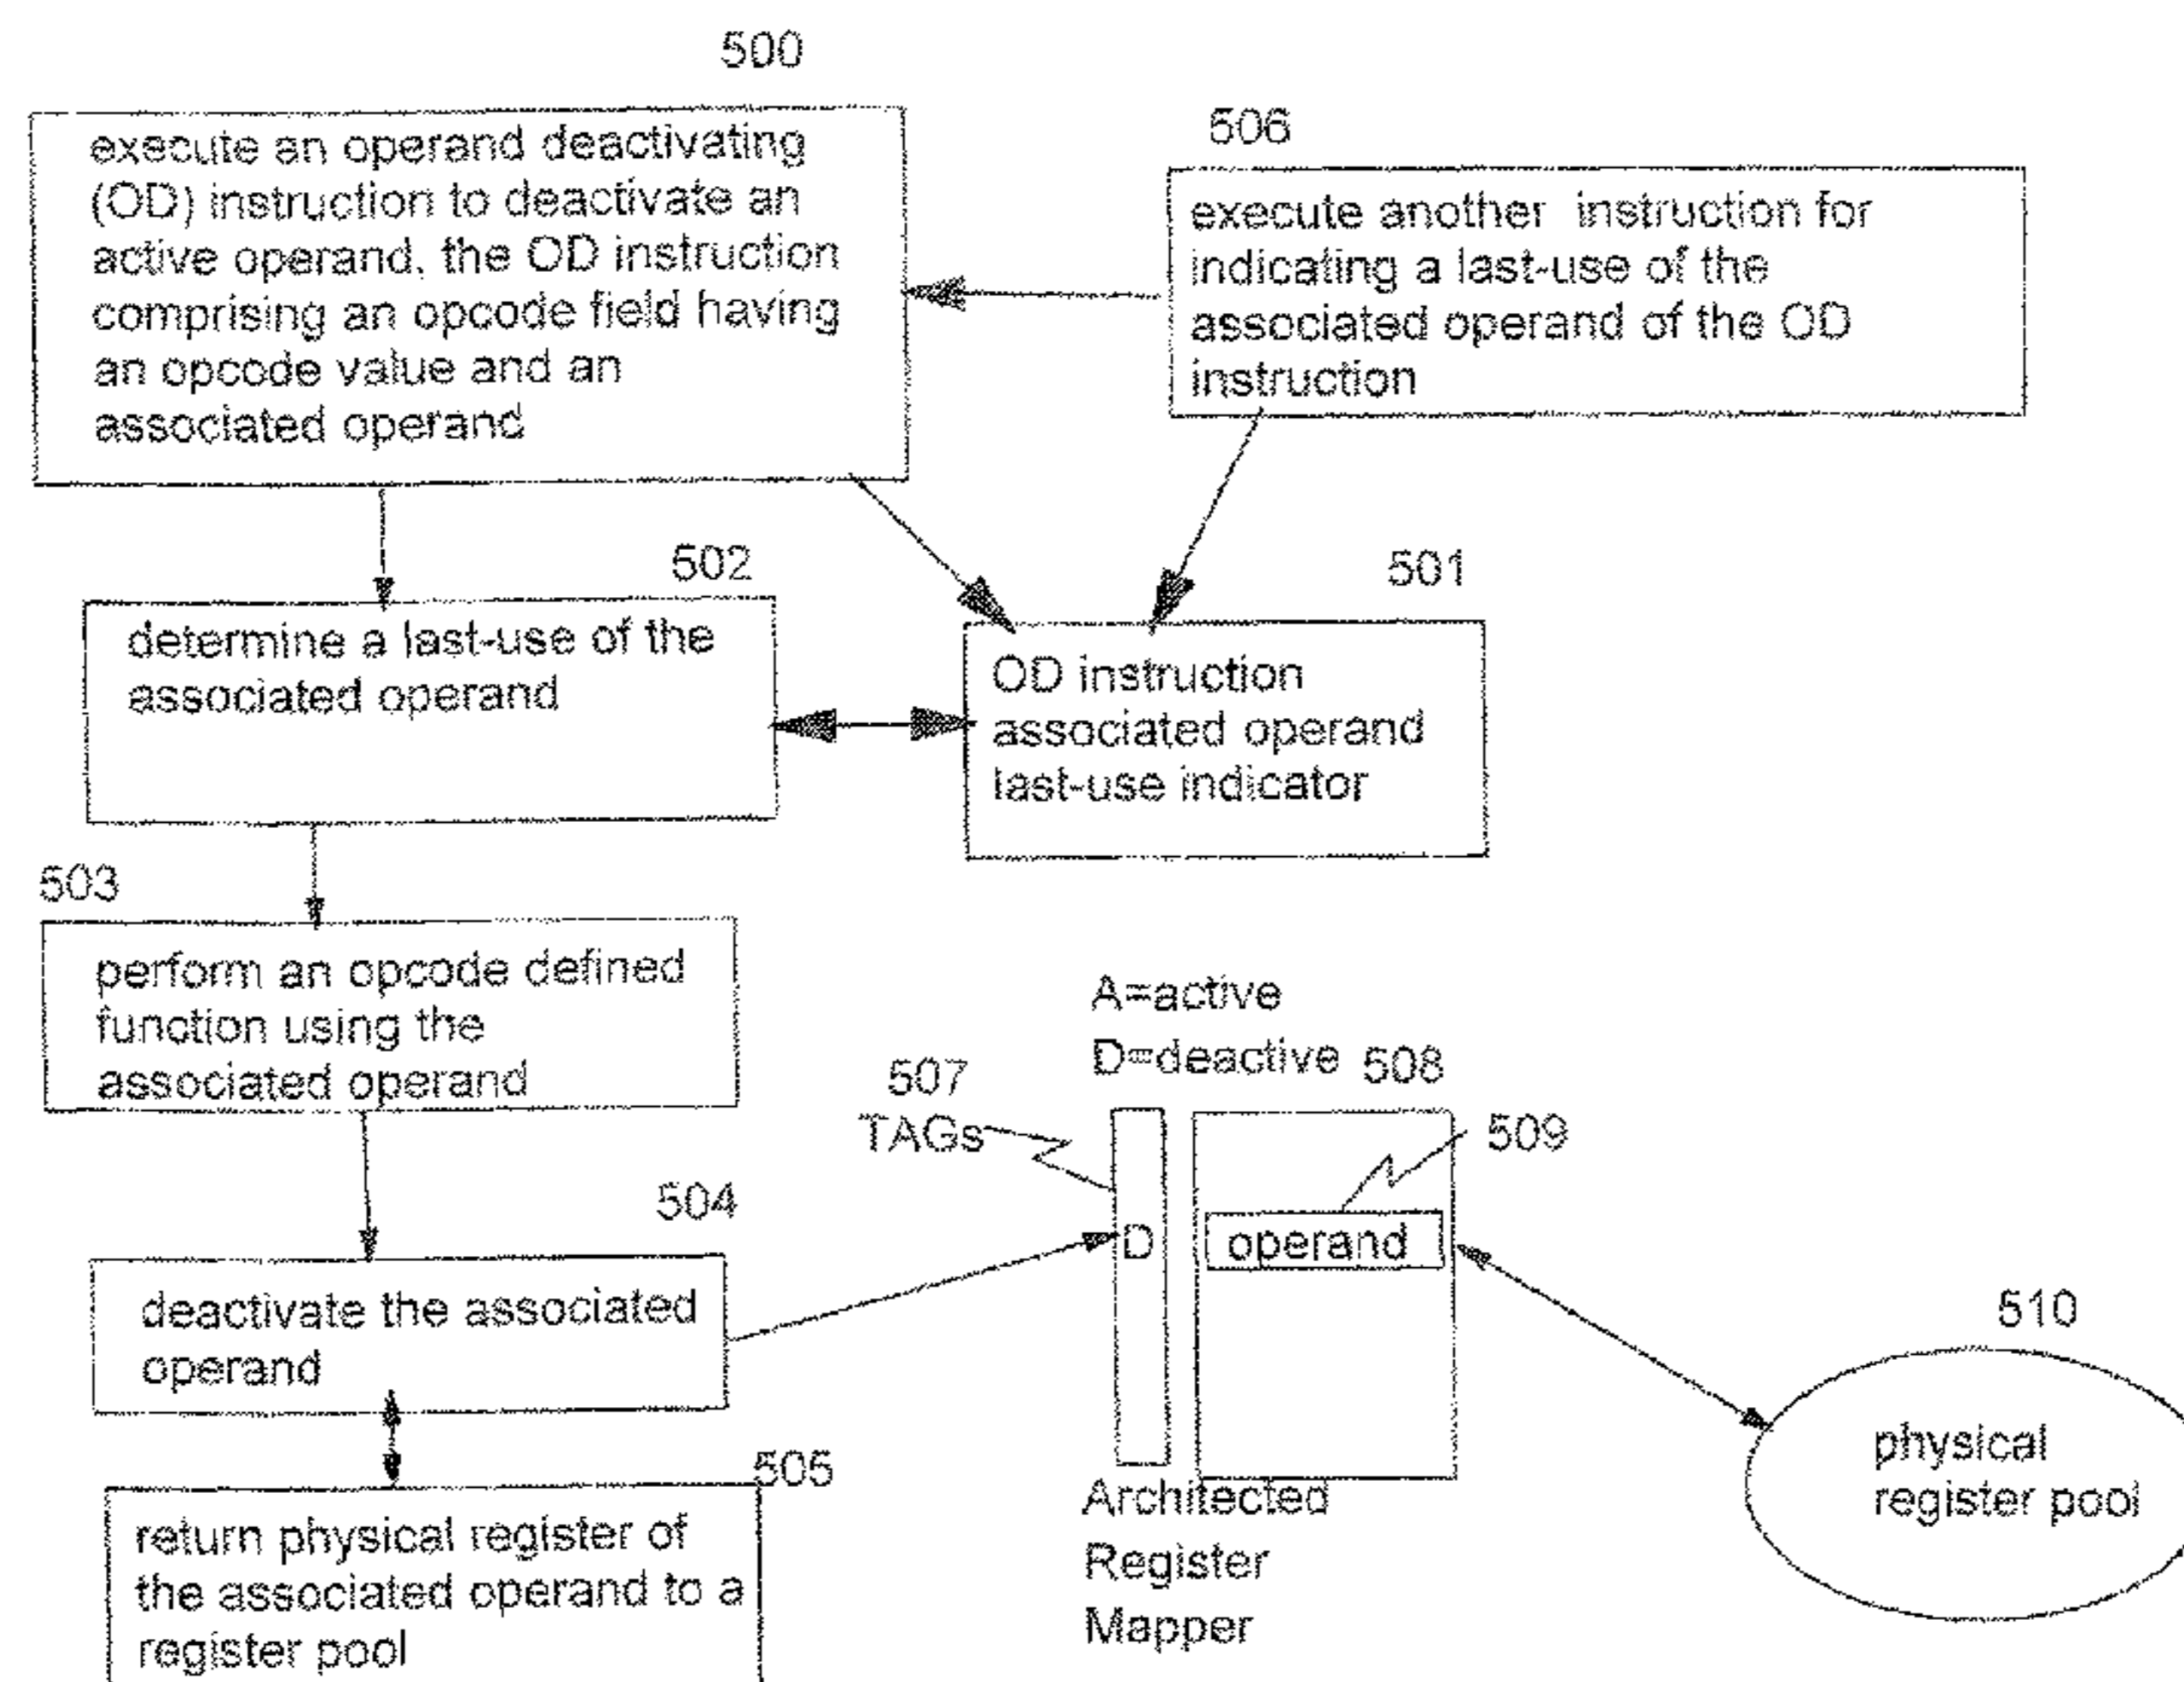 500
execute an operand deactivating
(OD) instruction to deactivate an
active operand, the OD instruction
comprising an opcode field having
an opcode value and an
associated operand
506
execute another instruction for
indicating a last-use of the
associated operand of the OD
instruction
502
determine a last-use of the
associated operand
501
OD instruction
associated operand
last-use indicator
503
perform an opcode defined
function using the
associated operand
A=active
D=deactive
507
TAGs
508
509
D
operand
504
deactivate the associated
operand
510
physical
register pool
505
return physical register of
the associated operand to a
register pool
Architected
Register
Mapper